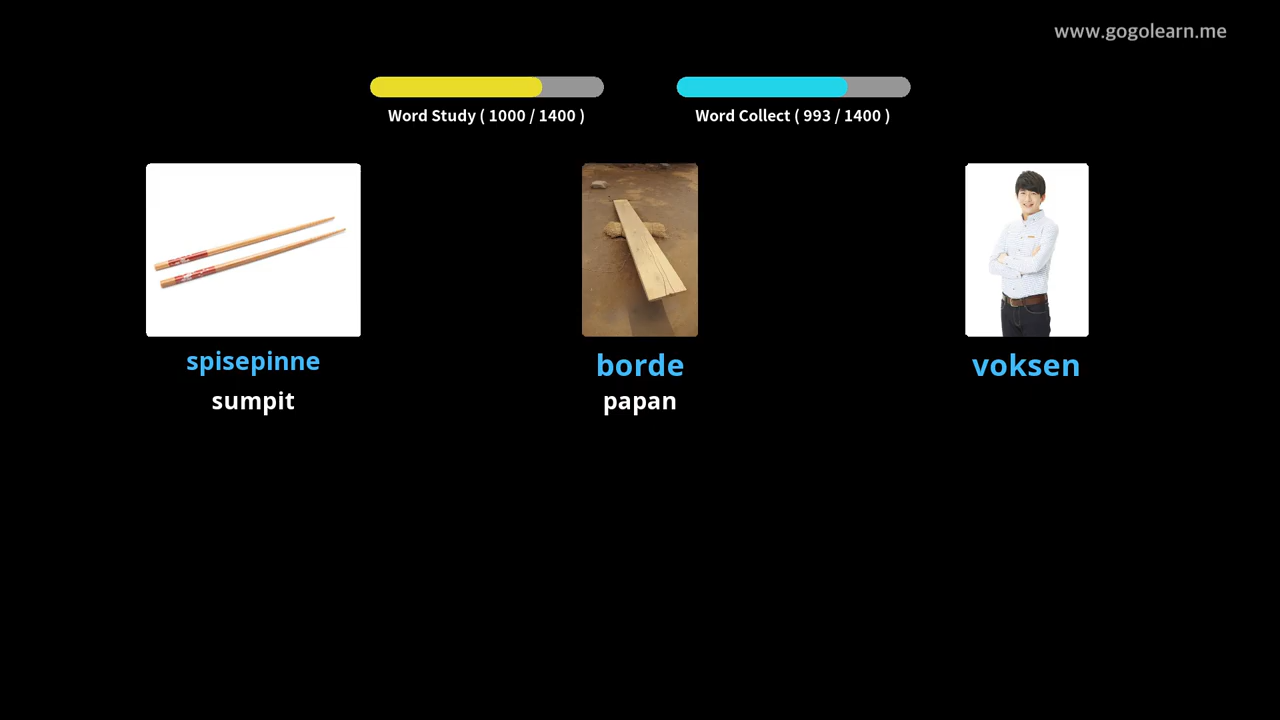 www.gogolearn.me
Word Study ( 1000 / 1400 )
Word Collect ( 993 / 1400 )
spisepinne
borde
voksen
sumpit
papan